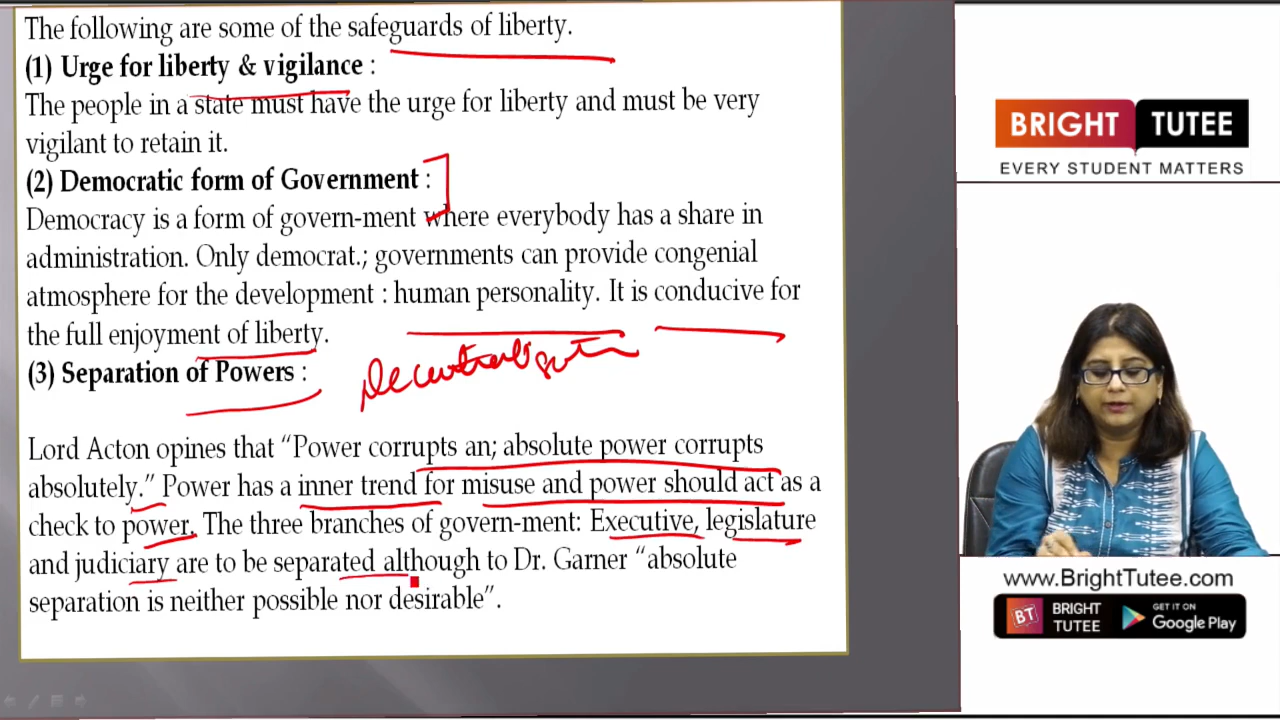 The following are some of the safeguards of liberty.
(1) Urge for liberty & vigilance :
The people in a state must have the urge for liberty and must be very
vigilant to retain it.
(2) Democratic form of Government :
Democracy is a form of govern-ment where everybody has a share in
administration. Only democrat.; governments can provide congenial
atmosphere for the development : human personality. It is conducive for
the full enjoyment of liberty.
(3) Separation of Powers :
Lord Acton opines that “Power corrupts an; absolute power corrupts
absolutely.” Power has a inner trend for misuse and power should act as a
check to power. The three branches of govern-ment: Executive, legislature
and judiciary are to be separated although to Dr. Garner “absolute
separation is neither possible nor desirable”.
BRIGHT TUTEE
EVERY STUDENT MATTERS
www.BrightTutee.com
BT BRIGHT TUTEE
GET IT ON
Google Play